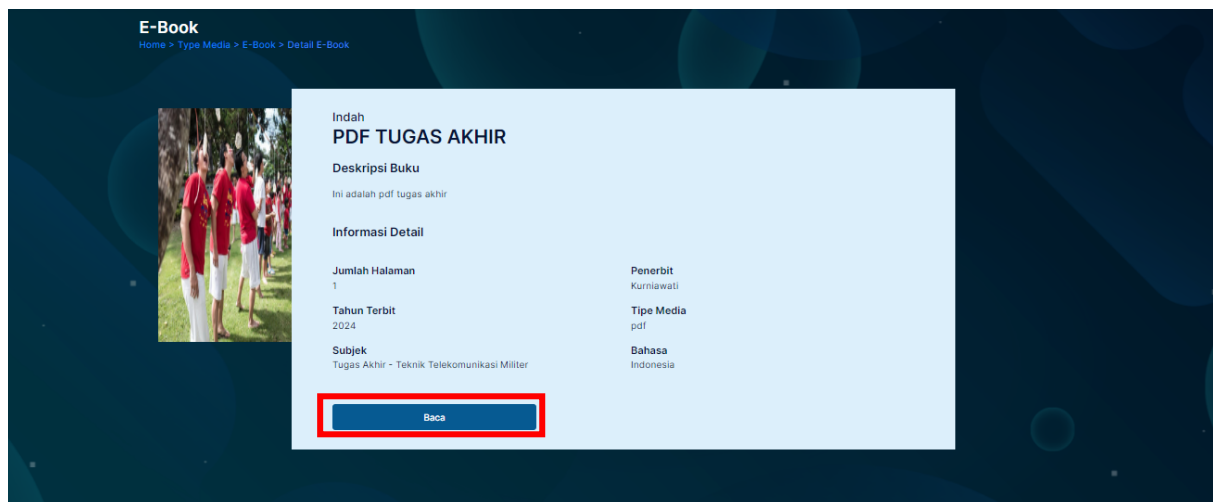 E-Book
Home > Type Media > E-Book > Detail E-Book
Indah
PDF TUGAS AKHIR
Deskripsi Buku
Ini adalah pdf tugas akhir
Informasi Detail
Jumlah Halaman
1
Penerbit
Kurniawati
Tahun Terbit
2024
Tipe Media
pdf
Subjek
Tugas Akhir - Teknik Telekomunikasi Militer
Bahasa
Indonesia
Baca